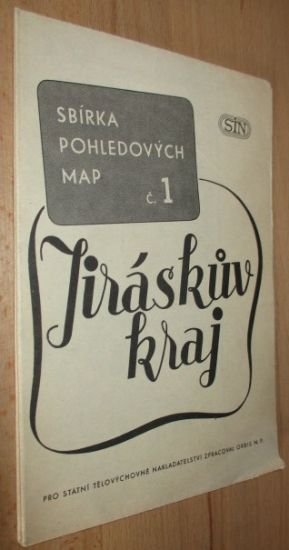 SBÍRKA
POHLEDOVÝCH
MAP
č. 1
STN
Jiráskův
kraj
PRO STÁTNÍ TĚLOVÝCHOVNÉ NAKLADATELSTVÍ ZPRACOVAL ORBIS N. P.